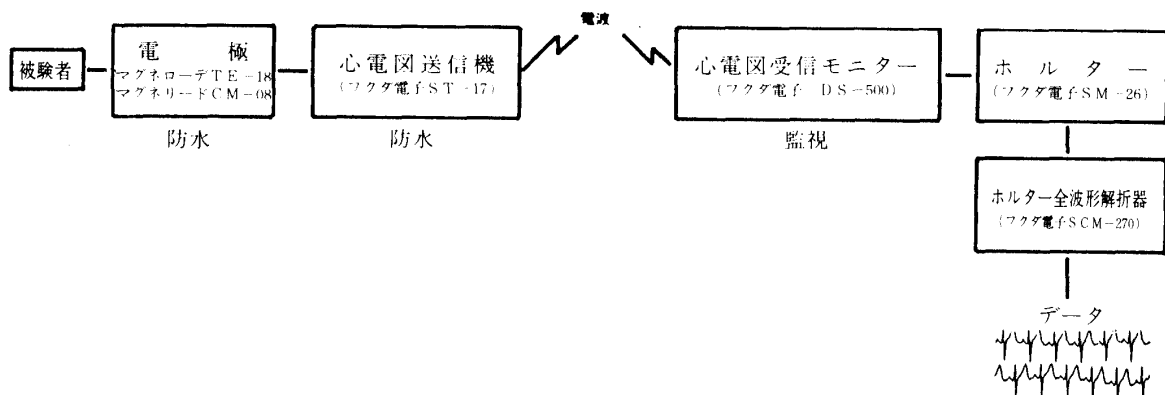 電波
被験者
電極
マグネローデTE-18
マグネリードCM-08
防水
心電図送信機
(フクダ電子ST-17)
防水
心電図受信モニター
(フクダ電子 DS-500)
監視
ホルター
(フクダ電子SM-26)
ホルター全波形解折器
(フクダ電子SCM-270)
データ